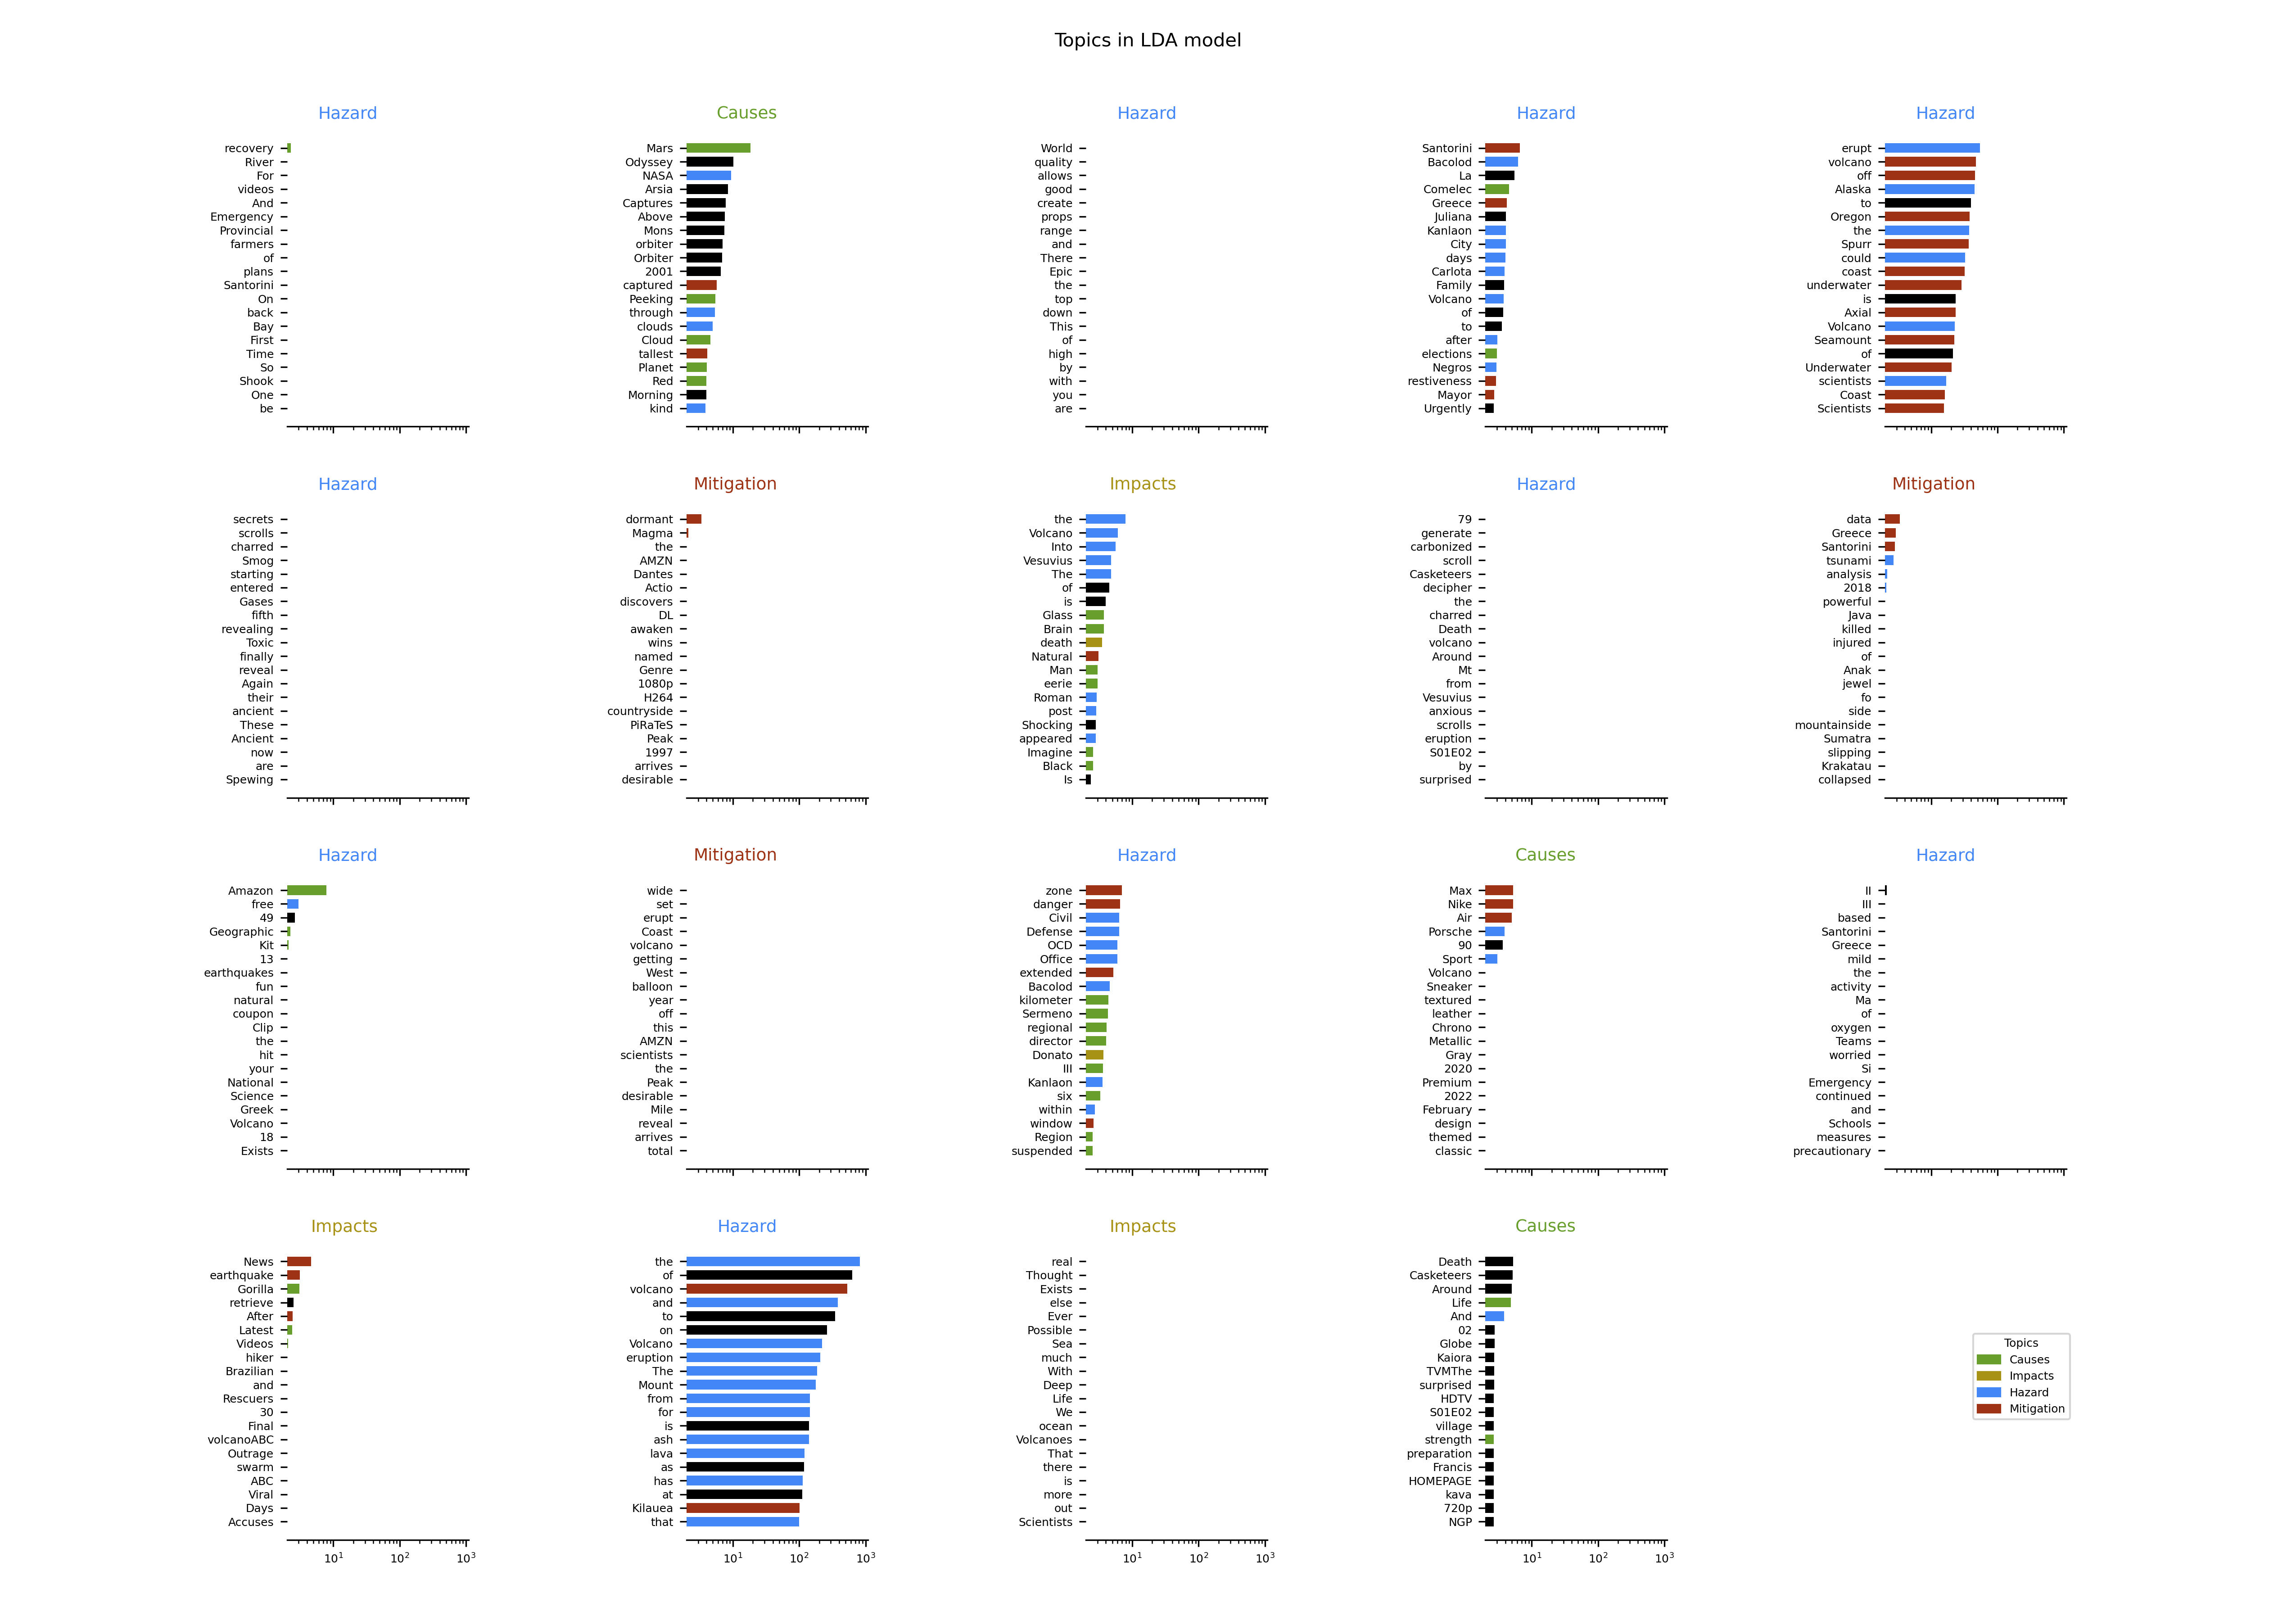 Topics in LDA model
Hazard
recovery
River
For
videos
And
Emergency
Provincial
farmers
of
plans
Santorini
On
back
Bay
First
Time
So
Shook
One
be
Causes
Mars
Odyssey
NASA
Arsia
Captures
Above
Mons
orbiter
Orbiter
2001
captured
Peeking
through
clouds
Cloud
tallest
Planet
Red
Morning
kind
Hazard
World
quality
allows
good
create
props
range
and
There
Epic
the
top
down
This
of
high
by
with
you
are
Hazard
Santorini
Bacolod
La
Comelec
Greece
Juliana
Kanlaon
City
days
Carlota
Family
Volcano
of
to
after
elections
Negros
restiveness
Mayor
Urgently
Hazard
erupt
volcano
off
Alaska
to
Oregon
the
Spurr
could
coast
underwater
is
Axial
Volcano
Seamount
of
Underwater
scientists
Coast
Scientists
Hazard
secrets
scrolls
charred
Smog
starting
entered
Gases
fifth
revealing
Toxic
finally
reveal
Again
their
ancient
These
Ancient
now
are
Spewing
Mitigation
dormant
Magma
the
AMZN
Dantes
Actio
discovers
DL
awaken
wins
named
Genre
1080p
H264
countryside
PiRaTeS
Peak
1997
arrives
desirable
Impacts
the
Volcano
Into
Vesuvius
The
of
is
Glass
Brain
death
Natural
Man
eerie
Roman
post
Shocking
appeared
Imagine
Black
Is
Hazard
79
generate
carbonized
scroll
Casketeers
decipher
the
charred
Death
volcano
Around
Mt
from
Vesuvius
anxious
scrolls
eruption
S01E02
by
surprised
Mitigation
data
Greece
Santorini
tsunami
analysis
2018
powerful
Java
killed
injured
of
Anak
jewel
fo
side
mountainside
Sumatra
slipping
Krakatau
collapsed
Hazard
Amazon
free
49
Geographic
Kit
13
earthquakes
fun
natural
coupon
Clip
the
hit
your
National
Science
Greek
Volcano
18
Exists
Mitigation
wide
set
erupt
Coast
volcano
getting
West
balloon
year
off
this
AMZN
scientists
the
Peak
desirable
Mile
reveal
arrives
total
Hazard
zone
danger
Civil
Defense
OCD
Office
extended
Bacolod
kilometer
Sermeno
regional
director
Donato
III
Kanlaon
six
within
window
Region
suspended
Causes
Max
Nike
Air
Porsche
90
Sport
Volcano
Sneaker
textured
leather
Chrono
Metallic
Gray
2020
Premium
2022
February
design
themed
classic
Hazard
II
III
based
Santorini
Greece
mild
the
activity
Ma
of
oxygen
Teams
worried
Si
Emergency
continued
and
Schools
measures
precautionary
Impacts
News
earthquake
Gorilla
retrieve
After
Latest
Videos
hiker
Brazilian
and
Rescuers
30
Final
volcanoABC
Outrage
swarm
ABC
Viral
Days
Accuses
10¹ 10² 10³
Hazard
the
of
volcano
and
to
on
Volcano
eruption
The
Mount
from
for
is
ash
lava
as
has
at
Kilauea
that
10¹ 10² 10³
Impacts
real
Thought
Exists
else
Ever
Possible
Sea
much
With
Deep
Life
We
ocean
Volcanoes
That
there
is
more
out
Scientists
10¹ 10² 10³
Causes
Death
Casketeers
Around
Life
And
02
Globe
Kaiora
TVMThe
surprised
HDTV
S01E02
village
strength
preparation
Francis
HOMEPAGE
kava
720p
NGP
10¹ 10² 10³
Topics
Causes
Impacts
Hazard
Mitigation